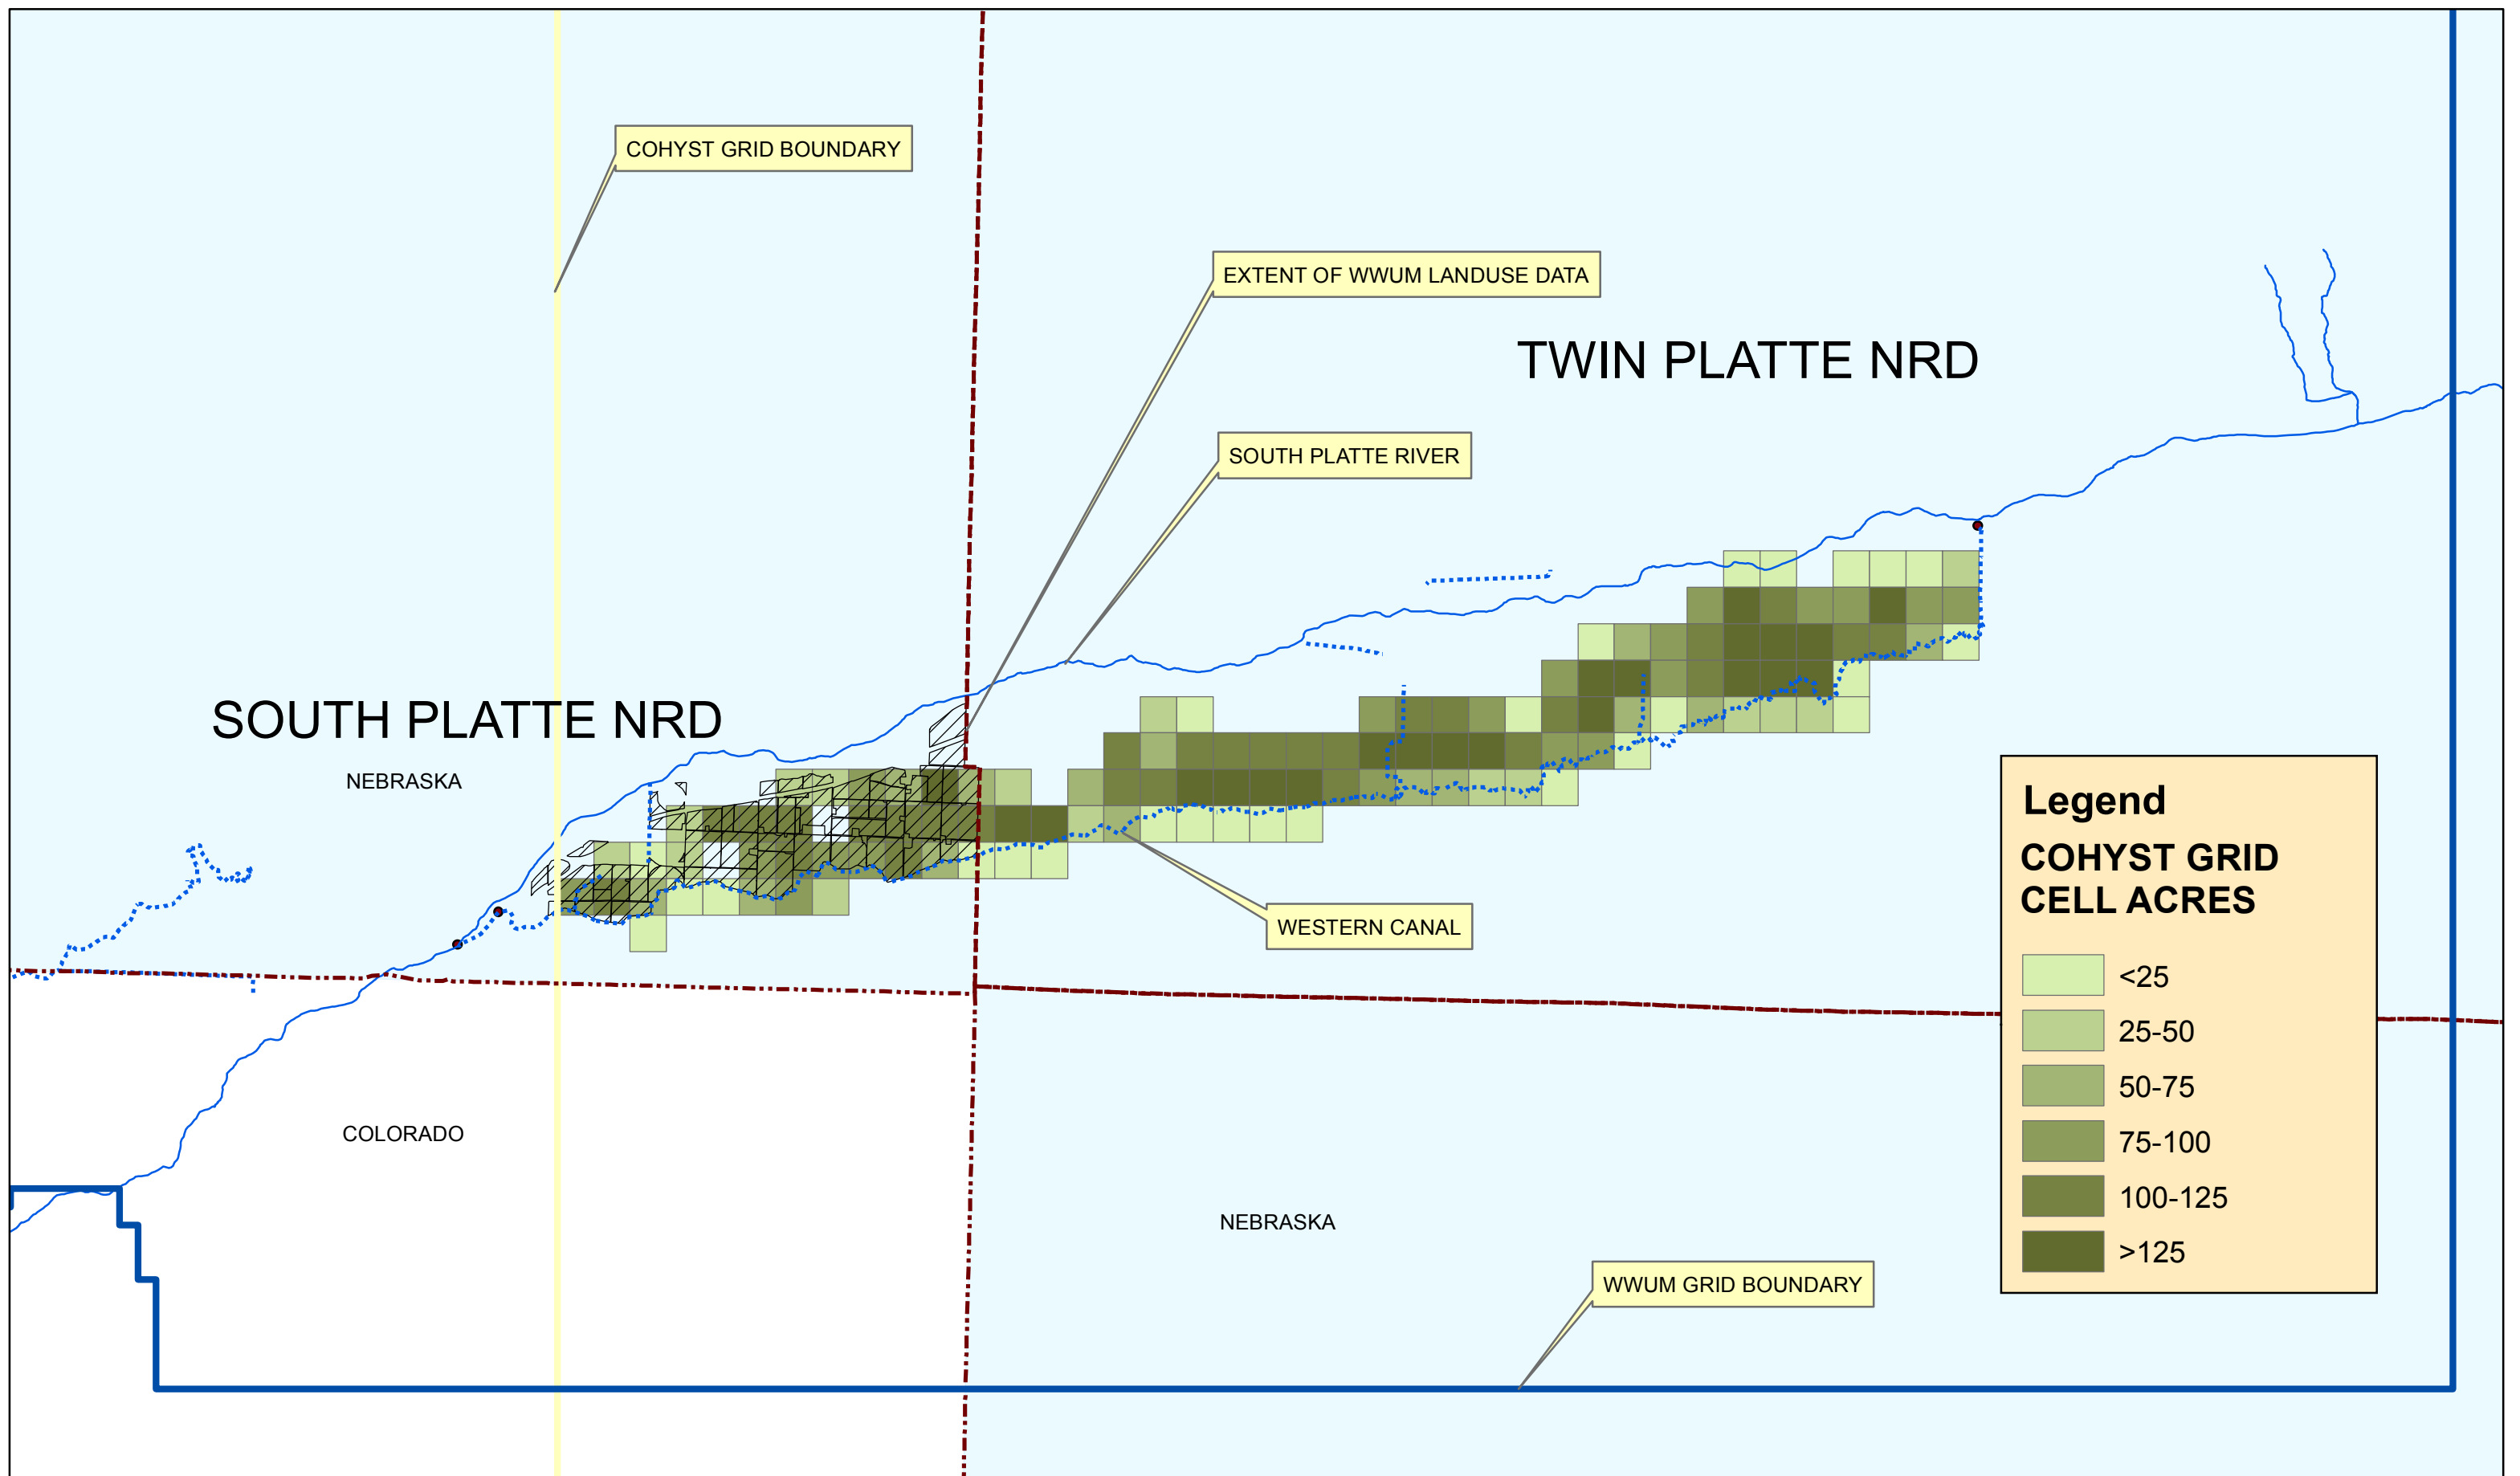 COHYST GRID BOUNDARY
EXTENT OF WWUM LANDUSE DATA
TWIN PLATTE NRD
SOUTH PLATTE RIVER
SOUTH PLATTE NRD
NEBRASKA
WESTERN CANAL
COLORADO
NEBRASKA
WWUM GRID BOUNDARY
Legend
COHYST GRID
CELL ACRES
<25
25-50
50-75
75-100
100-125
>125